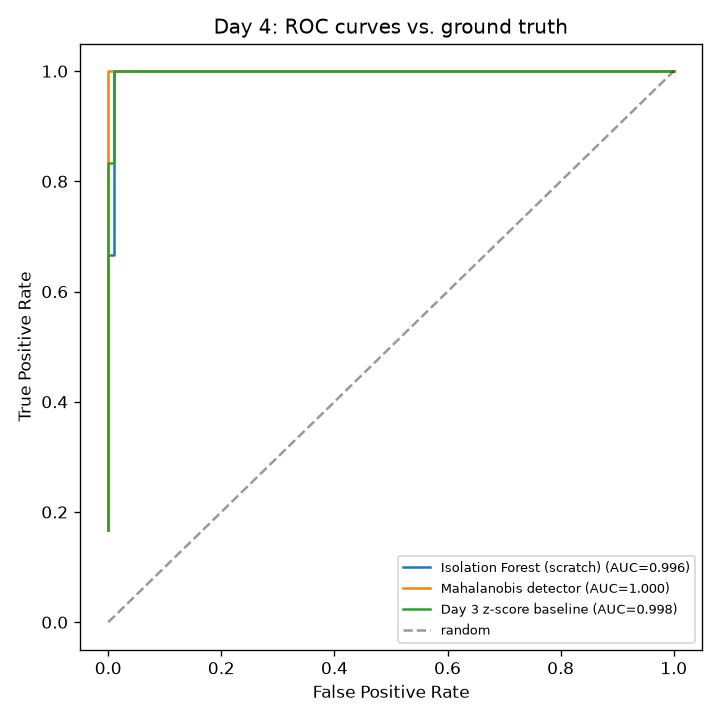 Day 4: ROC curves vs. ground truth
True Positive Rate
1.0
0.8
0.6
0.4
0.2
0.0
Isolation Forest (scratch) (AUC=0.996)
Mahalanobis detector (AUC=1.000)
Day 3 z-score baseline (AUC=0.998)
random
0.0 0.2 0.4 0.6 0.8 1.0
False Positive Rate